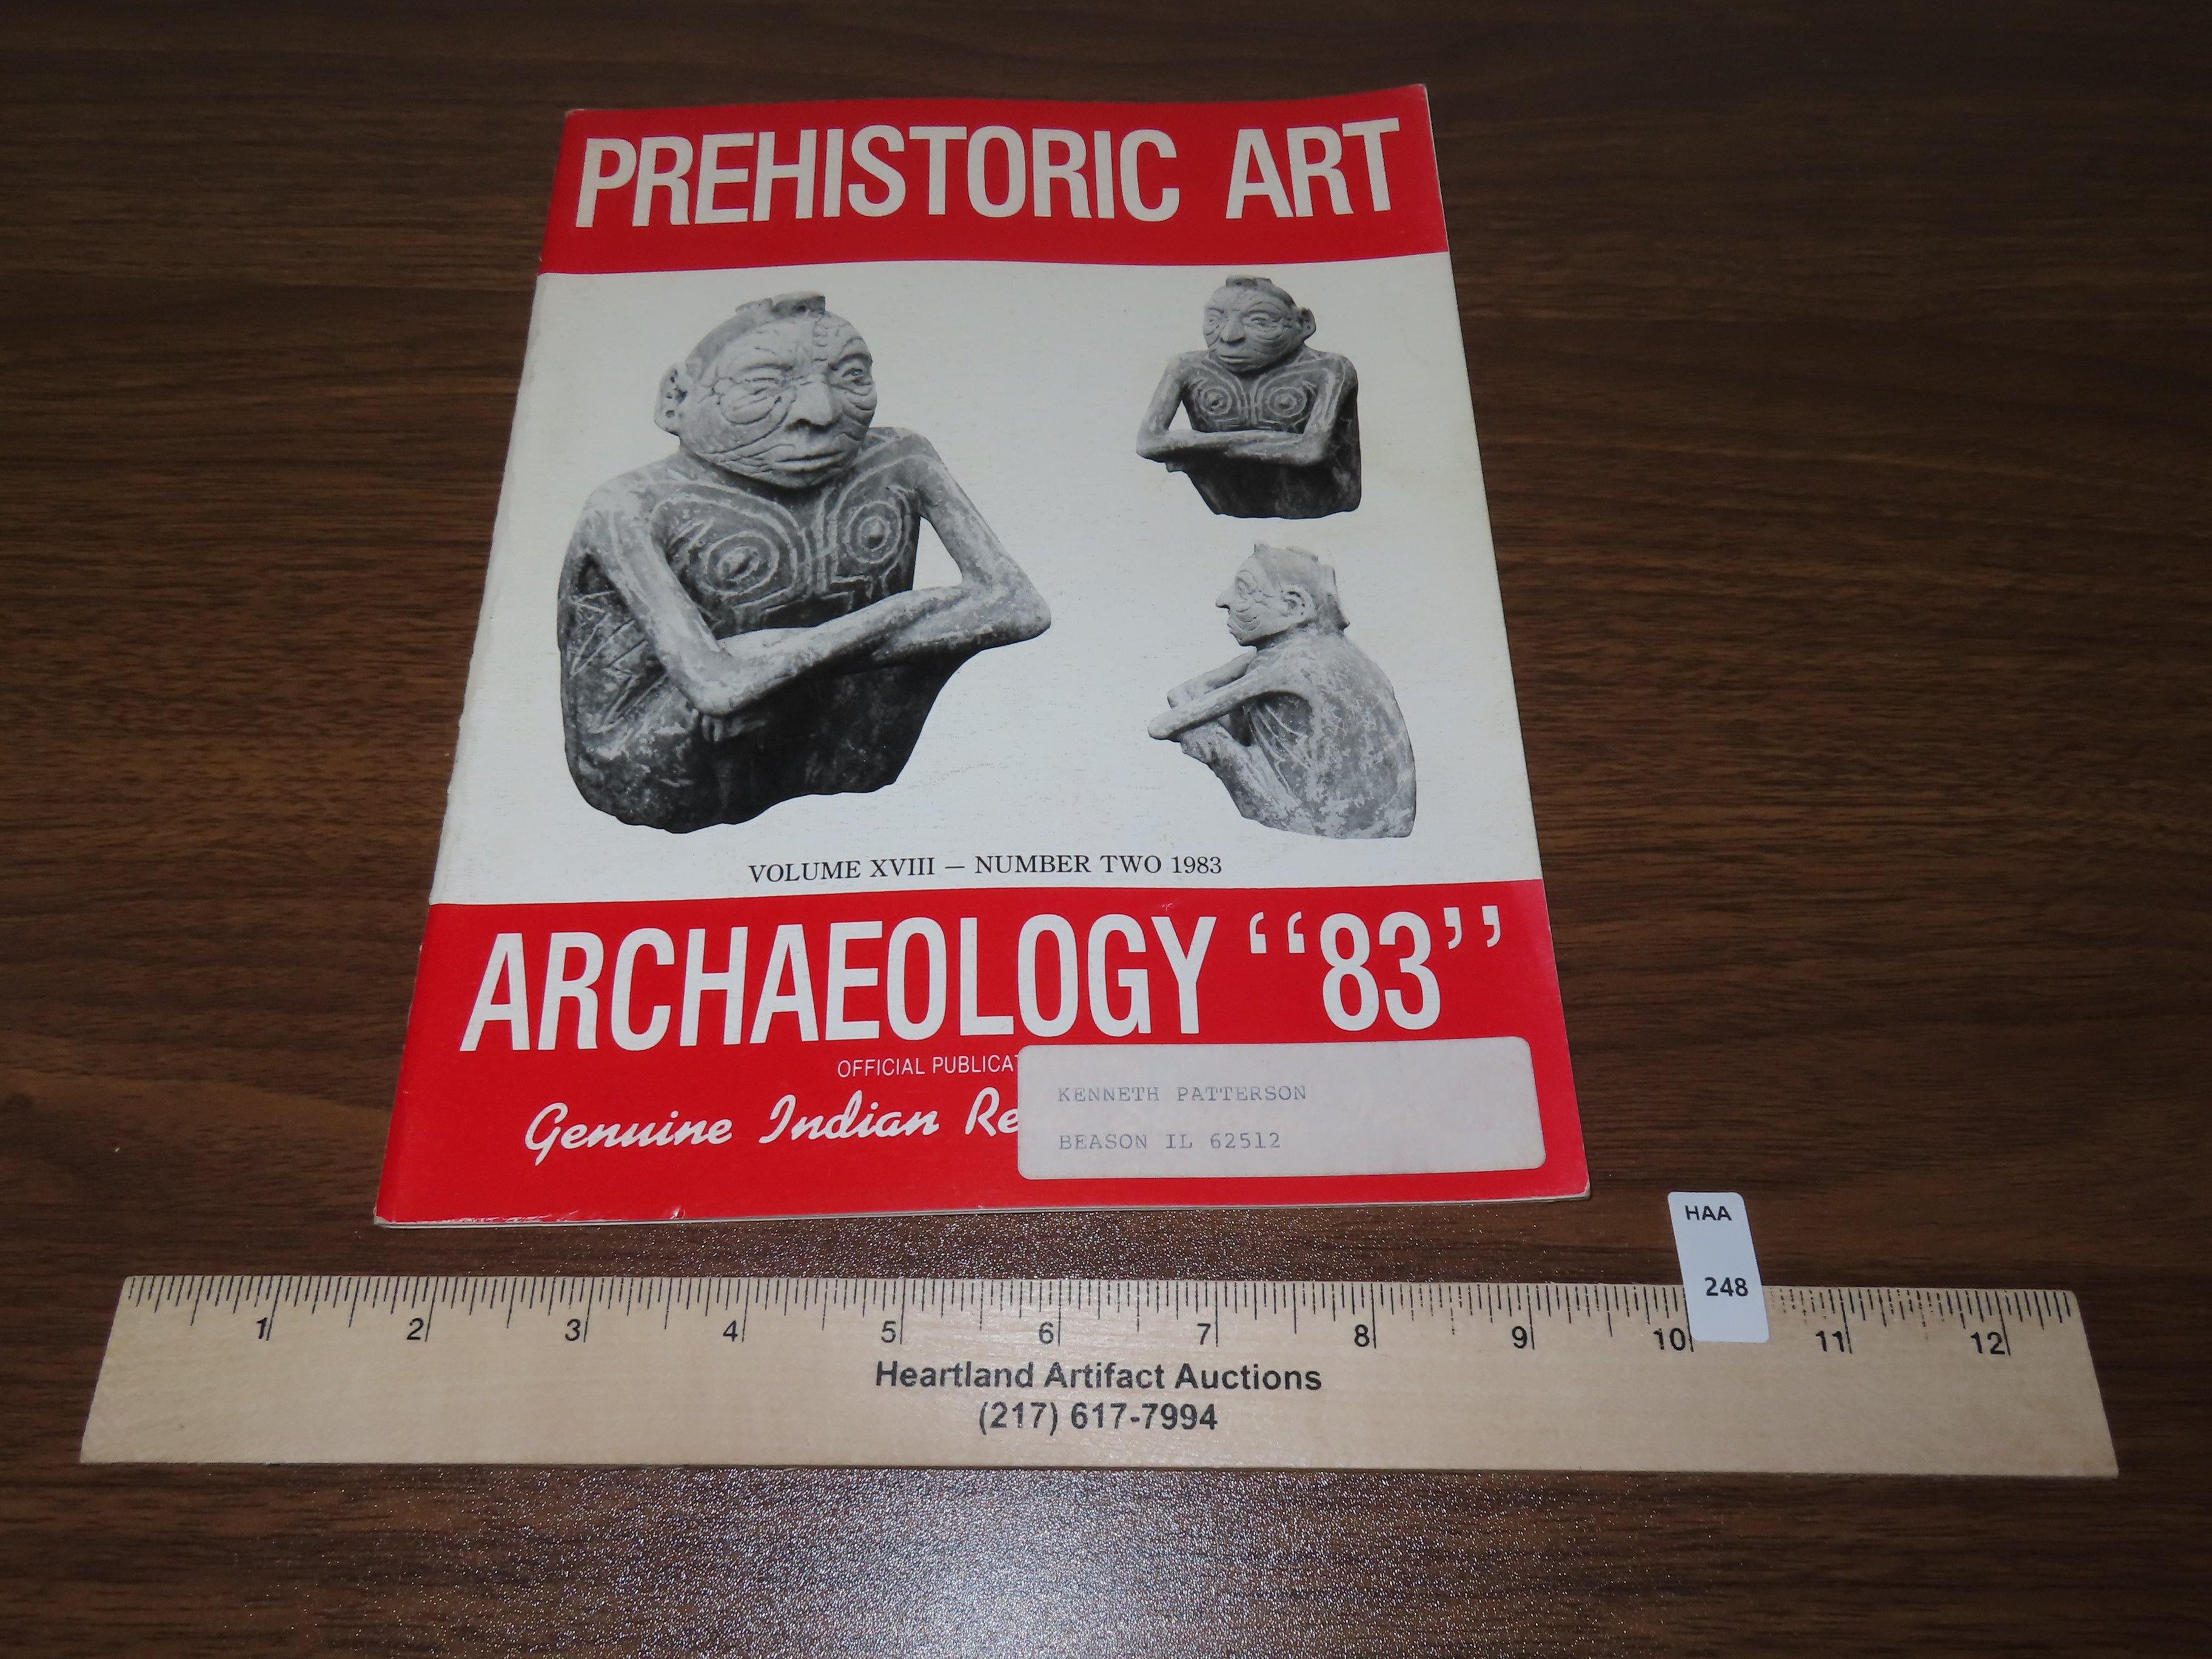 PREHISTORIC ART
VOLUME XVIII — NUMBER TWO 1983
ARCHAEOLOGY “83”
OFFICIAL PUBLICAT
Genuine Indian Re
KENNETH PATTERSON
BEASON IL 62512
HAA
248
1 2 3 4 5 6 7 8 9 10 11 12
Heartland Artifact Auctions
(217) 617-7994